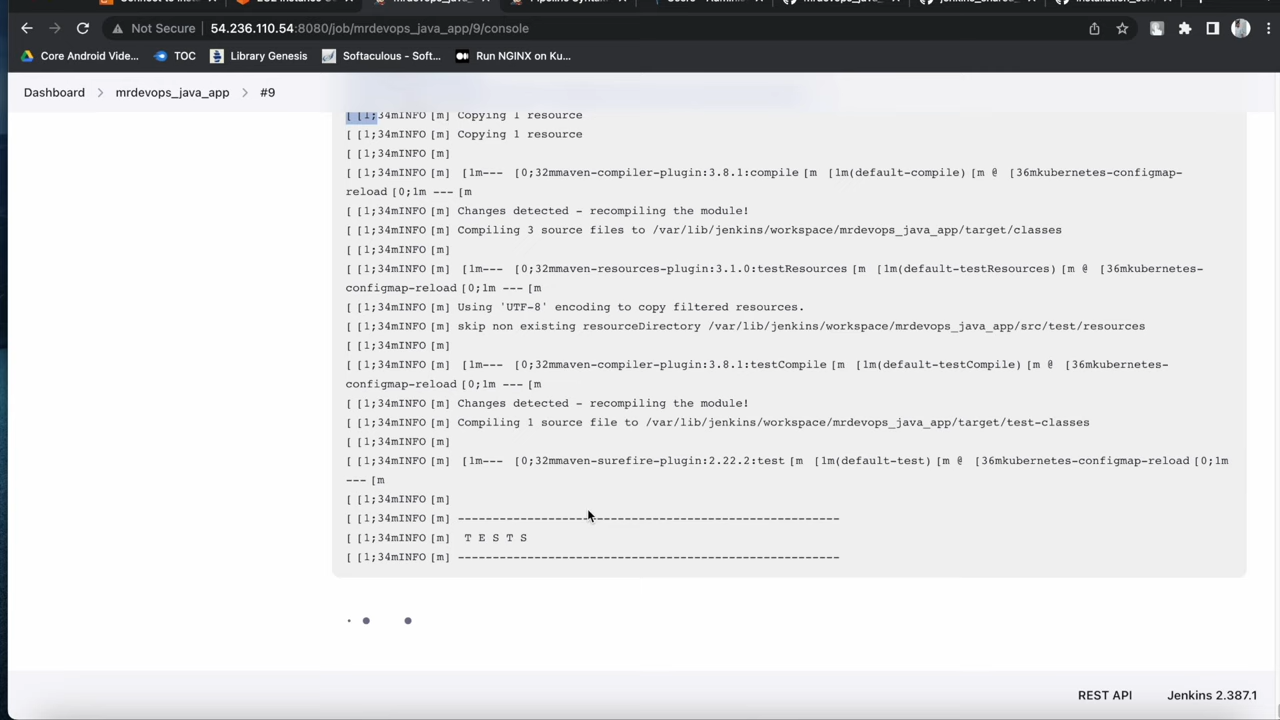 Not Secure 54.236.110.54:8080/job/mrdevops_java_app/9/console
Core Android Vide... TOC Library Genesis Softaculous - Soft... Run NGINX on Ku...
Dashboard > mrdevops_java_app > #9
[ [1;34mINFO [m] Copying 1 resource
[ [1;34mINFO [m] Copying 1 resource
[ [1;34mINFO [m]
[ [1;34mINFO [m] [1m--- [0;32mmaven-compiler-plugin:3.8.1:compile [m [1m(default-compile) [m @ [36mkubernetes-configmap-
reload [0;1m --- [m
[ [1;34mINFO [m] Changes detected - recompiling the module!
[ [1;34mINFO [m] Compiling 3 source files to /var/lib/jenkins/workspace/mrdevops_java_app/target/classes
[ [1;34mINFO [m]
[ [1;34mINFO [m] [1m--- [0;32mmaven-resources-plugin:3.1.0:testResources [m [1m(default-testResources) [m @ [36mkubernetes-
configmap-reload [0;1m --- [m
[ [1;34mINFO [m] Using 'UTF-8' encoding to copy filtered resources.
[ [1;34mINFO [m] skip non existing resourceDirectory /var/lib/jenkins/workspace/mrdevops_java_app/src/test/resources
[ [1;34mINFO [m]
[ [1;34mINFO [m] [1m--- [0;32mmaven-compiler-plugin:3.8.1:testCompile [m [1m(default-testCompile) [m @ [36mkubernetes-
configmap-reload [0;1m --- [m
[ [1;34mINFO [m] Changes detected - recompiling the module!
[ [1;34mINFO [m] Compiling 1 source file to /var/lib/jenkins/workspace/mrdevops_java_app/target/test-classes
[ [1;34mINFO [m]
[ [1;34mINFO [m] [1m--- [0;32mmaven-surefire-plugin:2.22.2:test [m [1m(default-test) [m @ [36mkubernetes-configmap-reload [0;1m
--- [m
[ [1;34mINFO [m]
[ [1;34mINFO [m] -------------------------------------------------------
[ [1;34mINFO [m] T E S T S
[ [1;34mINFO [m] -------------------------------------------------------
REST API Jenkins 2.387.1